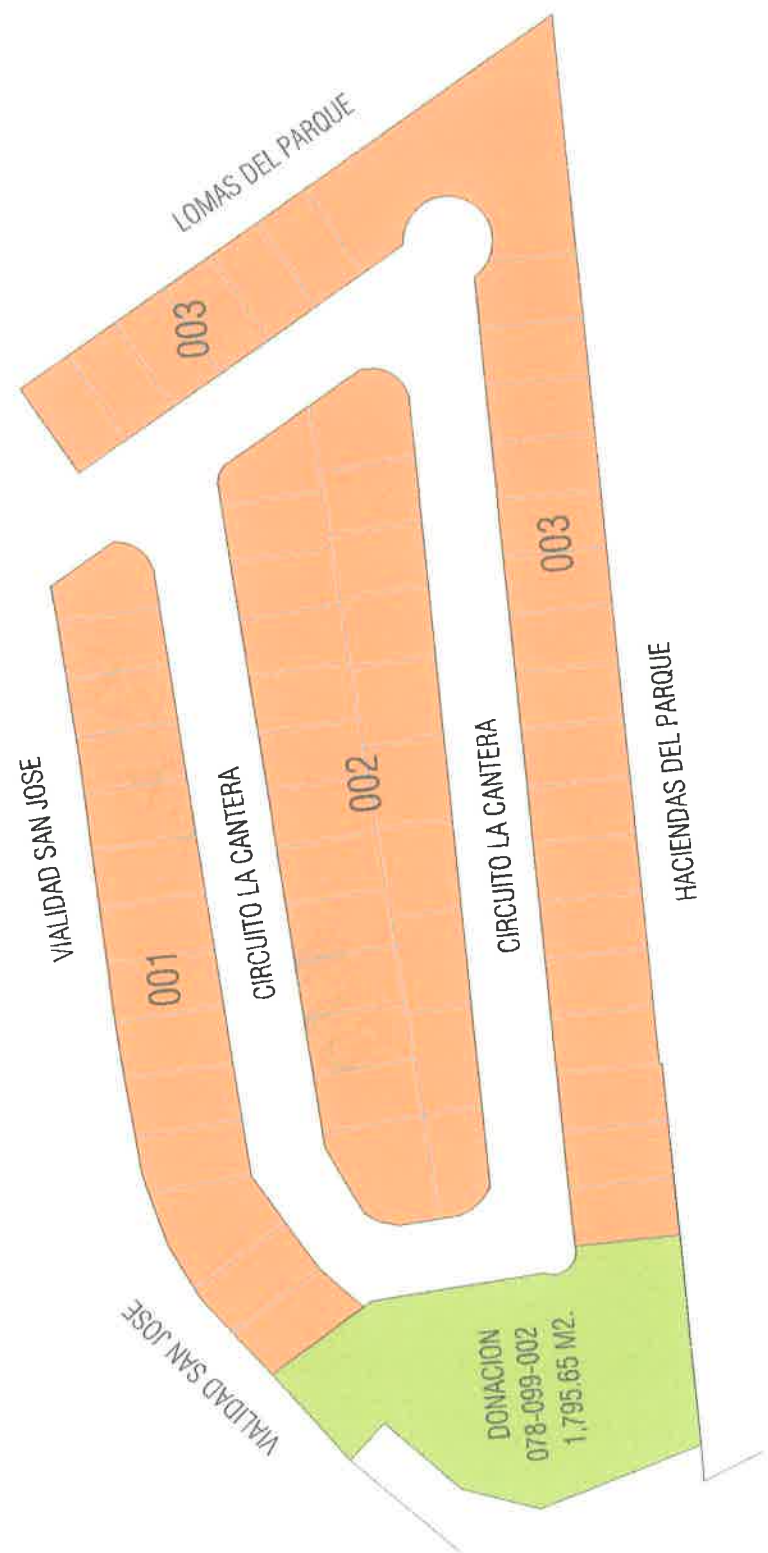 LOMAS DEL PARQUE
003
VIALIDAD SAN JOSE
001
CIRCUITO LA CANTERA
002
CIRCUITO LA CANTERA
003
HACIENDAS DEL PARQUE
VIALIDAD SAN JOSE
DONACION
078-099-002
1,795.65 M2.